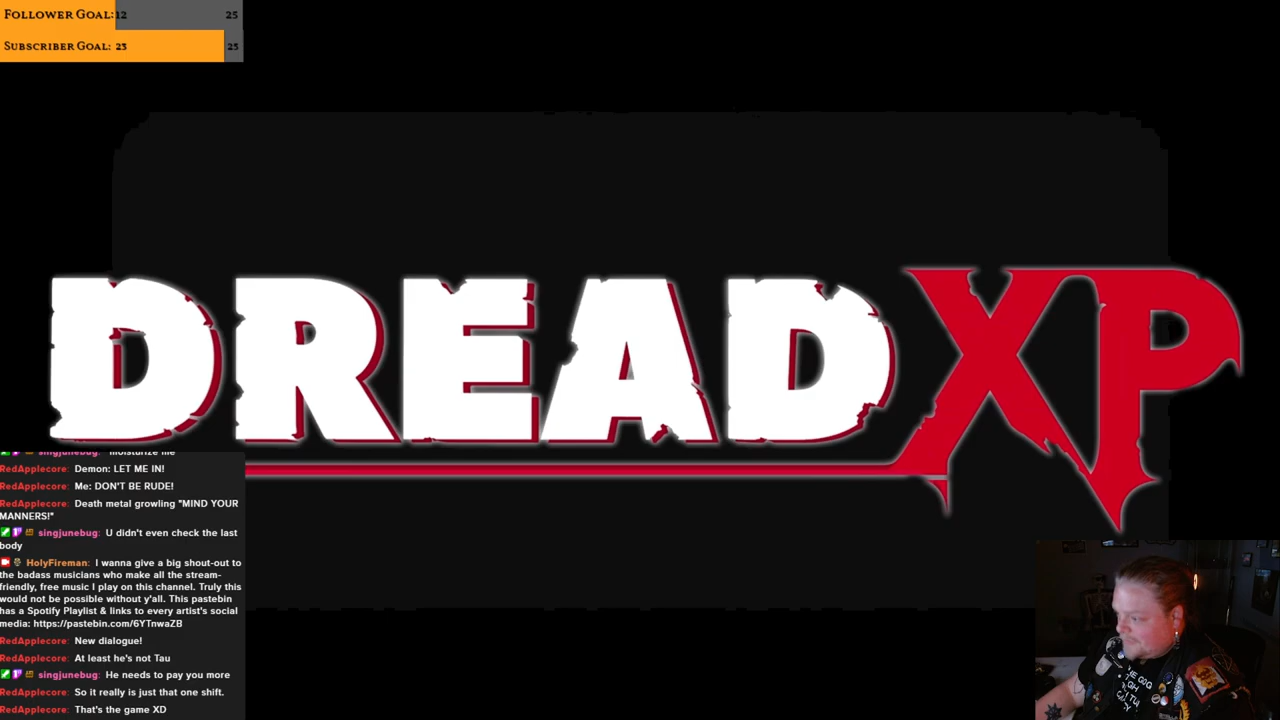 Follower Goal: 12 25
Subscriber Goal: 23 25
DREADXP
singjunebug: moisturize me
RedApplecore: Demon: LET ME IN!
RedApplecore: Me: DON'T BE RUDE!
RedApplecore: Death metal growling "MIND YOUR
MANNERS!"
singjunebug: U didn't even check the last
body
HolyFireman: I wanna give a big shout-out to
the badass musicians who make all the stream-
friendly, free music I play on this channel. Truly this
would not be possible without y'all. This pastebin
has a Spotify Playlist & links to every artist's social
media: https://pastebin.com/6YTnwaZB
RedApplecore: New dialogue!
RedApplecore: At least he's not Tau
singjunebug: He needs to pay you more
RedApplecore: So it really is just that one shift.
RedApplecore: That's the game XD